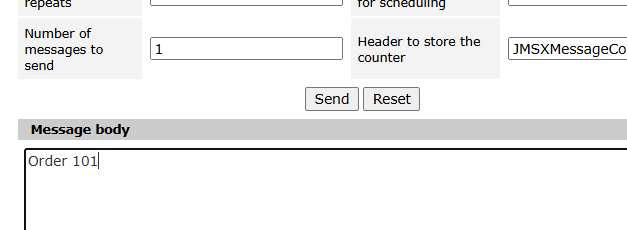 repeats
for scheduling
Number of
messages to
send
1
Header to store the
counter
JMSXMessageCo
Send
Reset
Message body
Order 101